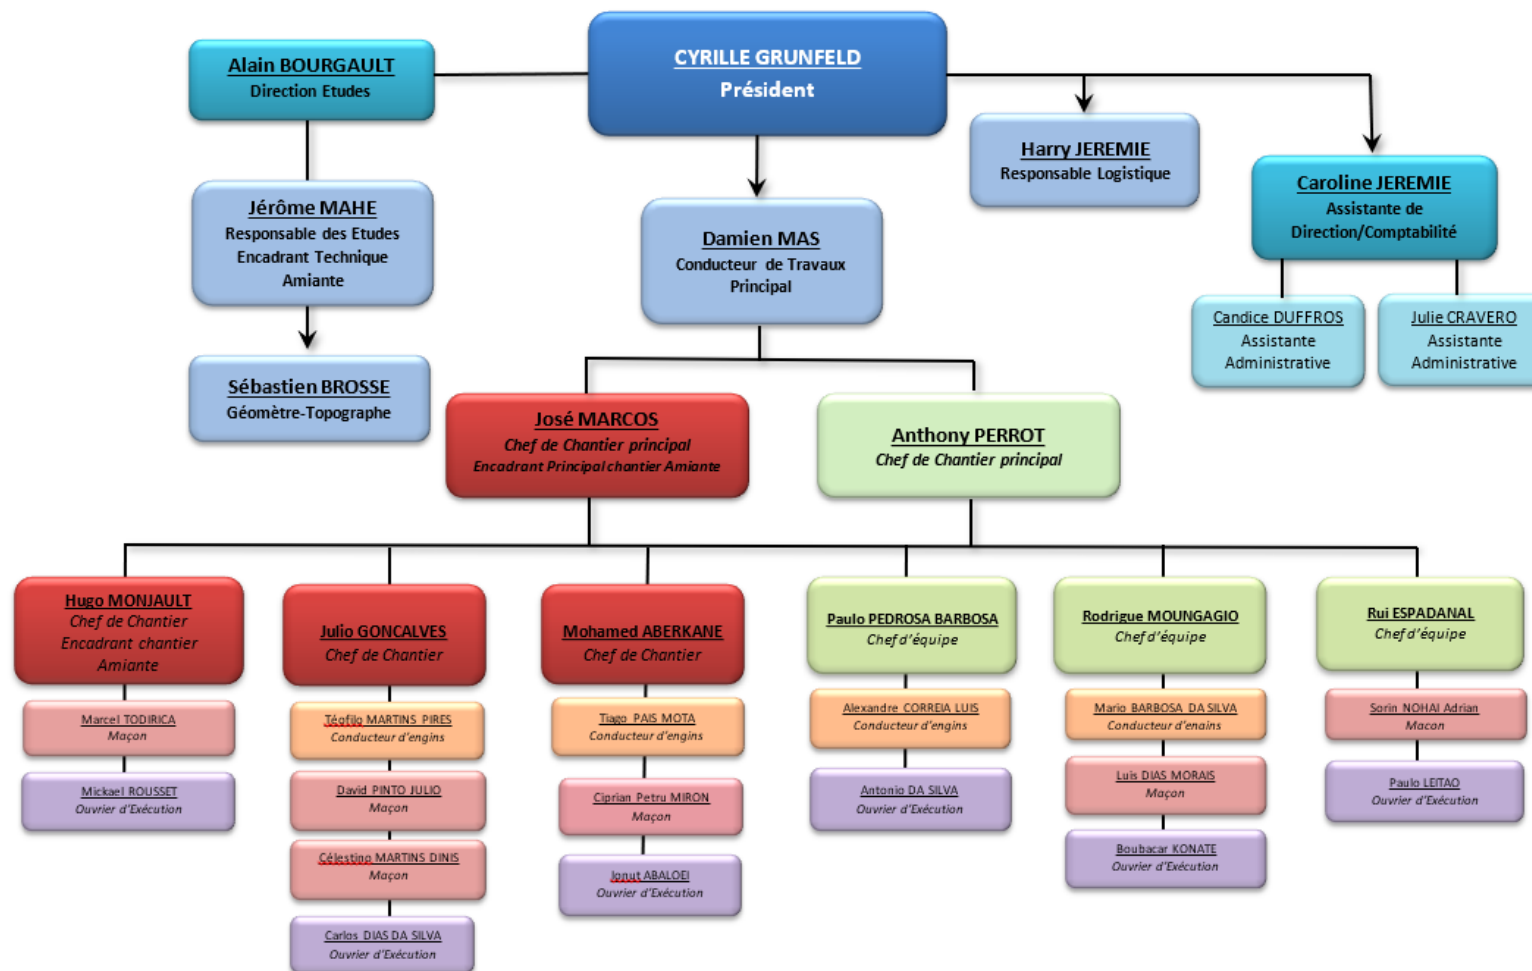 CYRILLE GRUNFELD
Président
Alain BOURGAULT
Direction Etudes
Harry JEREMIE
Responsable Logistique
Caroline JEREMIE
Assistante de
Direction/Comptabilité
Jérôme MAHE
Responsable des Etudes
Encadrant Technique
Amiante
Damien MAS
Conducteur de Travaux
Principal
Candice DUFFROS
Assistante
Administrative
Julie CRAVERO
Assistante
Administrative
Sébastien BROSSE
Géomètre-Topographe
José MARCOS
Chef de Chantier principal
Encadrant Principal chantier Amiante
Anthony PERROT
Chef de Chantier principal
Hugo MONJAULT
Chef de Chantier
Encadrant chantier
Amiante
Marcel TODIRICA
Maçon
Mickael ROUSSET
Ouvrier d'Exécution
Julio GONCALVES
Chef de Chantier
Téofilo MARTINS PIRES
Conducteur d'engins
David PINTO JULIO
Maçon
Célestino MARTINS DINIS
Maçon
Carlos DIAS DA SILVA
Ouvrier d'Exécution
Mohamed ABERKANE
Chef de Chantier
Tiago PAIS MOTA
Conducteur d'engins
Ciprian Petru MIRON
Maçon
Ionut ABALOEI
Ouvrier d'Exécution
Paulo PEDROSA BARBOSA
Chef d'équipe
Alexandre CORREIA LUIS
Conducteur d'engins
Antonio DA SILVA
Ouvrier d'Exécution
Rodrigue MOUNGAGIO
Chef d'équipe
Mario BARBOSA DA SILVA
Conducteur d'engins
Luis DIAS MORAIS
Maçon
Boubacar KONATE
Ouvrier d'Exécution
Rui ESPADANAL
Chef d'équipe
Sorin NOHAI Adrian
Macon
Paulo LEITAO
Ouvrier d'Exécution